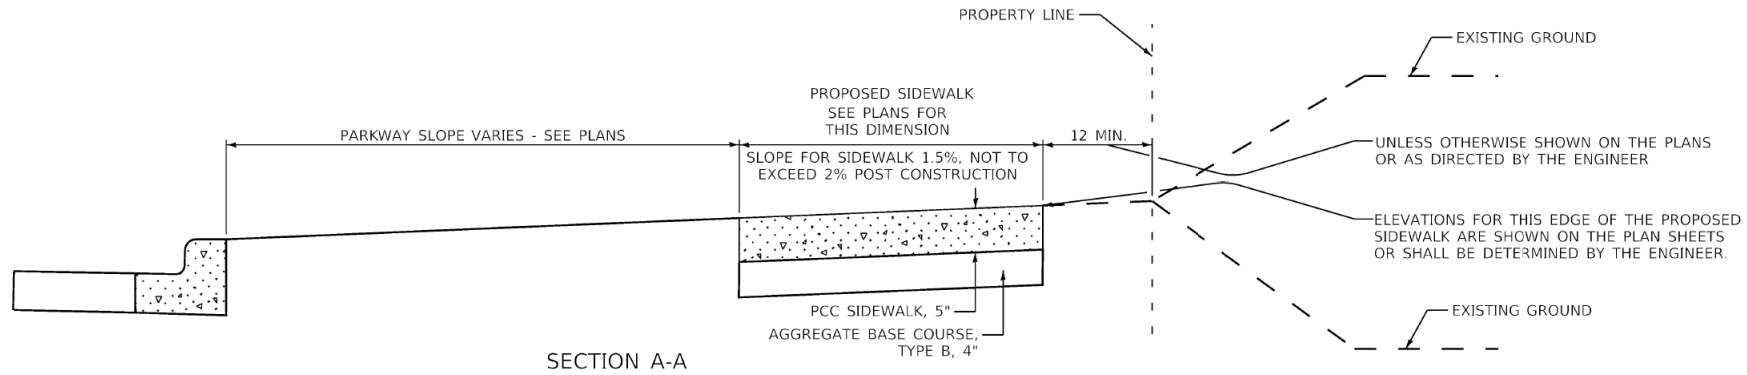 PROPERTY LINE
EXISTING GROUND
PROPOSED SIDEWALK
SEE PLANS FOR
THIS DIMENSION
PARKWAY SLOPE VARIES - SEE PLANS
12 MIN.
UNLESS OTHERWISE SHOWN ON THE PLANS
OR AS DIRECTED BY THE ENGINEER
SLOPE FOR SIDEWALK 1.5%, NOT TO
EXCEED 2% POST CONSTRUCTION
ELEVATIONS FOR THIS EDGE OF THE PROPOSED
SIDEWALK ARE SHOWN ON THE PLAN SHEETS
OR SHALL BE DETERMINED BY THE ENGINEER.
PCC SIDEWALK, 5"
EXISTING GROUND
AGGREGATE BASE COURSE,
TYPE B, 4"
SECTION A-A